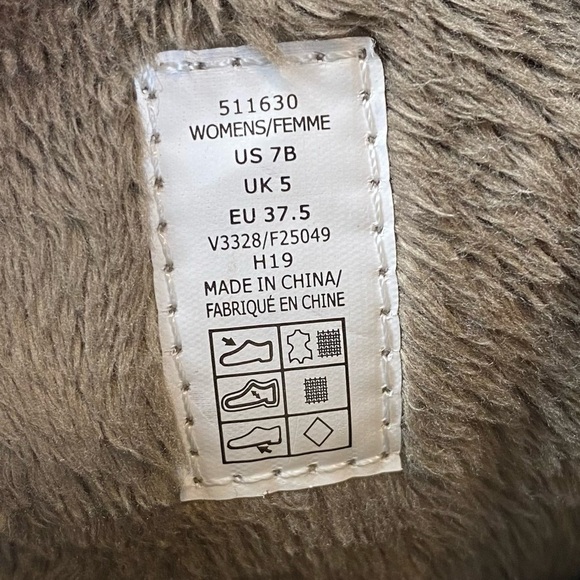 511630
WOMENS/FEMME
US 7B
UK 5
EU 37.5
V3328/F25049
H19
MADE IN CHINA/
FABRIQUÉ EN CHINE